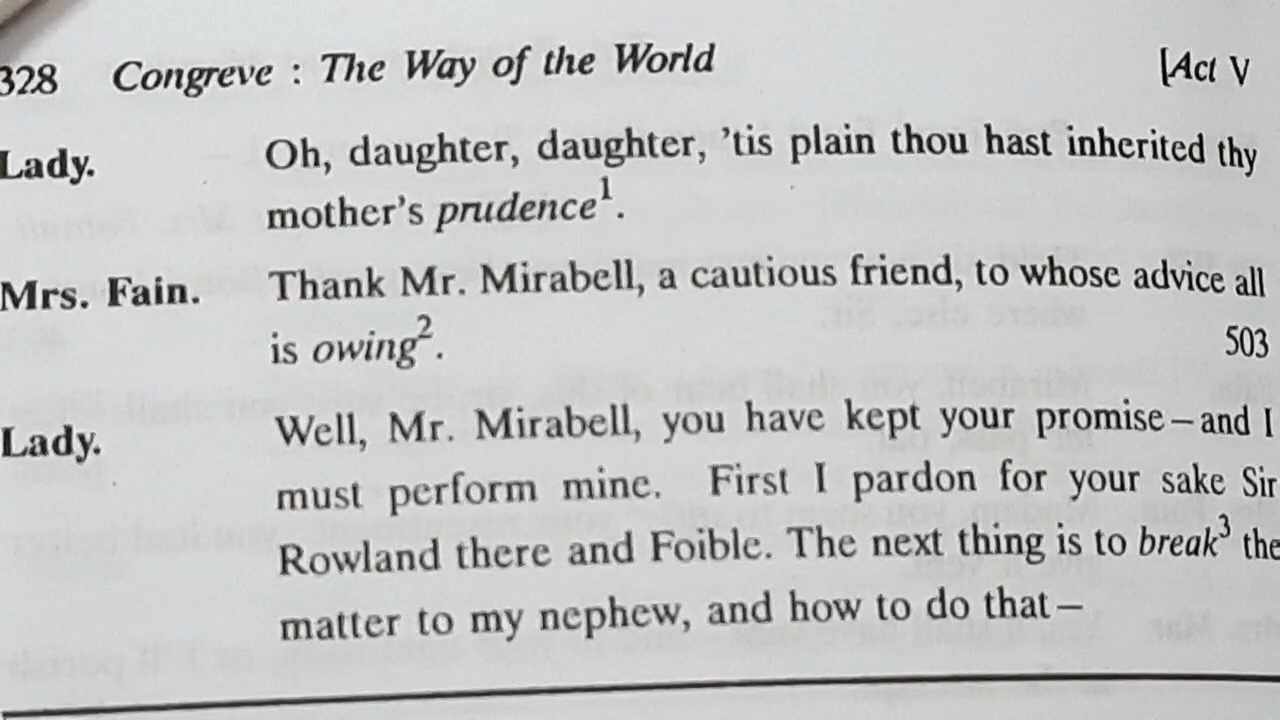 328 Congreve : The Way of the World [Act V
Lady. Oh, daughter, daughter, 'tis plain thou hast inherited thy
mother's prudence¹.
Mrs. Fain. Thank Mr. Mirabell, a cautious friend, to whose advice all
is owing². 503
Lady. Well, Mr. Mirabell, you have kept your promise – and I
must perform mine. First I pardon for your sake Sir
Rowland there and Foible. The next thing is to break³ the
matter to my nephew, and how to do that –